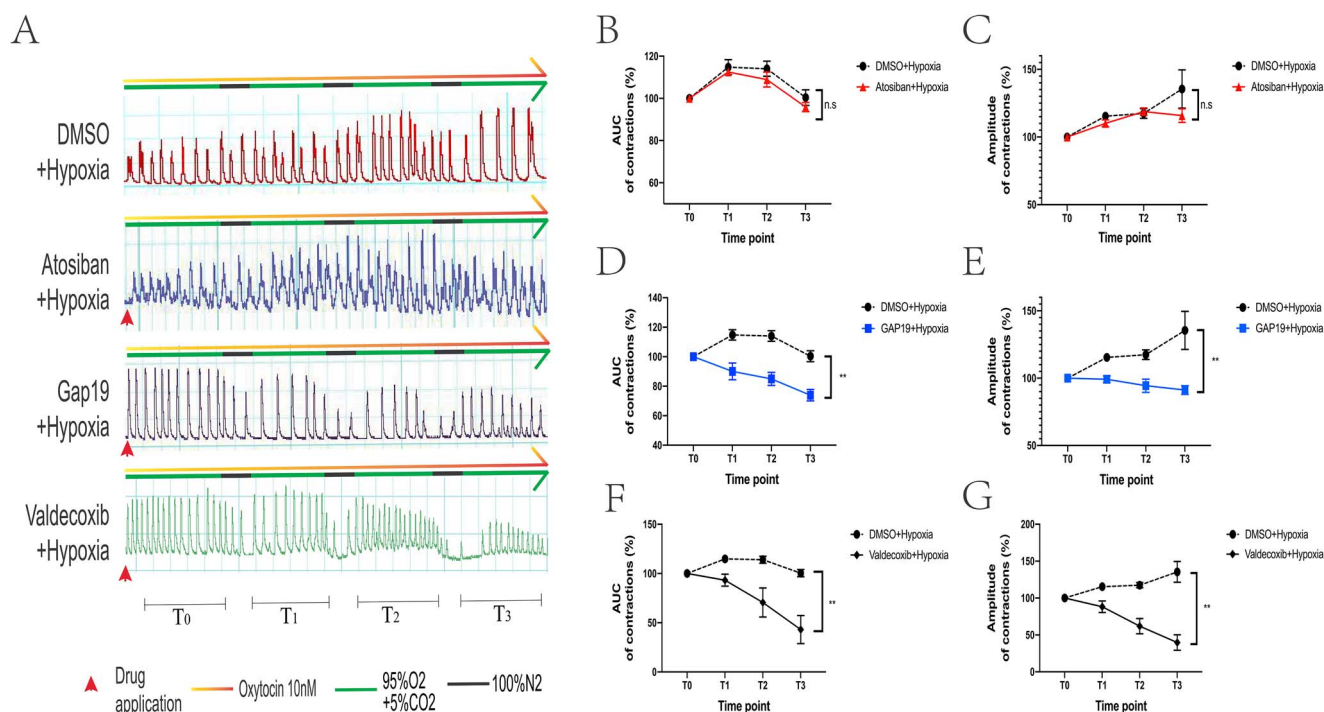 A
DMSO
+Hypoxia
Atosiban
+Hypoxia
Gap19
+Hypoxia
Valdecoxib
+Hypoxia
T0
T1
T2
T3
Drug
application
Oxytocin 10nM
95%O2
+5%CO2
100%N2
B
AUC
of contractions (%)
120
100
80
60
T0
T1
T2
T3
Time point
DMSO+Hypoxia
Atosiban+Hypoxia
n.s
C
Amplitude
of contractions (%)
150
100
50
T0
T1
T2
T3
Time point
DMSO+Hypoxia
Atosiban+Hypoxia
n.s
D
AUC
of contractions (%)
140
120
100
80
60
40
T0
T1
T2
T3
Time point
DMSO+Hypoxia
GAP19+Hypoxia
**
E
Amplitude
of contractions (%)
150
100
50
T0
T1
T2
T3
Time point
DMSO+Hypoxia
GAP19+Hypoxia
**
F
AUC
of contractions (%)
150
100
50
0
T0
T1
T2
T3
Time point
DMSO+Hypoxia
Valdecoxib+Hypoxia
**
G
Amplitude
of contractions (%)
200
150
100
50
0
T0
T1
T2
T3
Time point
DMSO+Hypoxia
Valdecoxib+Hypoxia
**